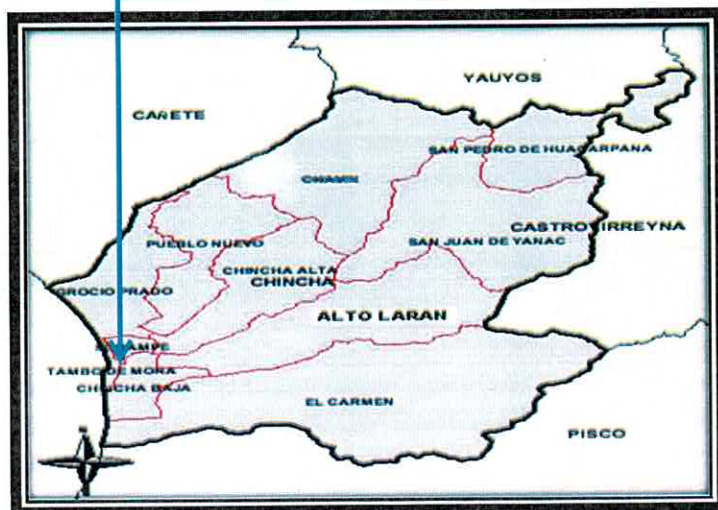 YAUYOS
CAÑETE
SAN PEDRO DE HUACARPANA
CHAVIN
CASTROVIRREYNA
PUEBLO NUEVO
SAN JUAN DE YANAC
CHINCHA ALTA
CHINCHA
GROCIO PRADO
ALTO LARAN
TAMBO DE MORA
CHINCHA BAJA
EL CARMEN
PISCO